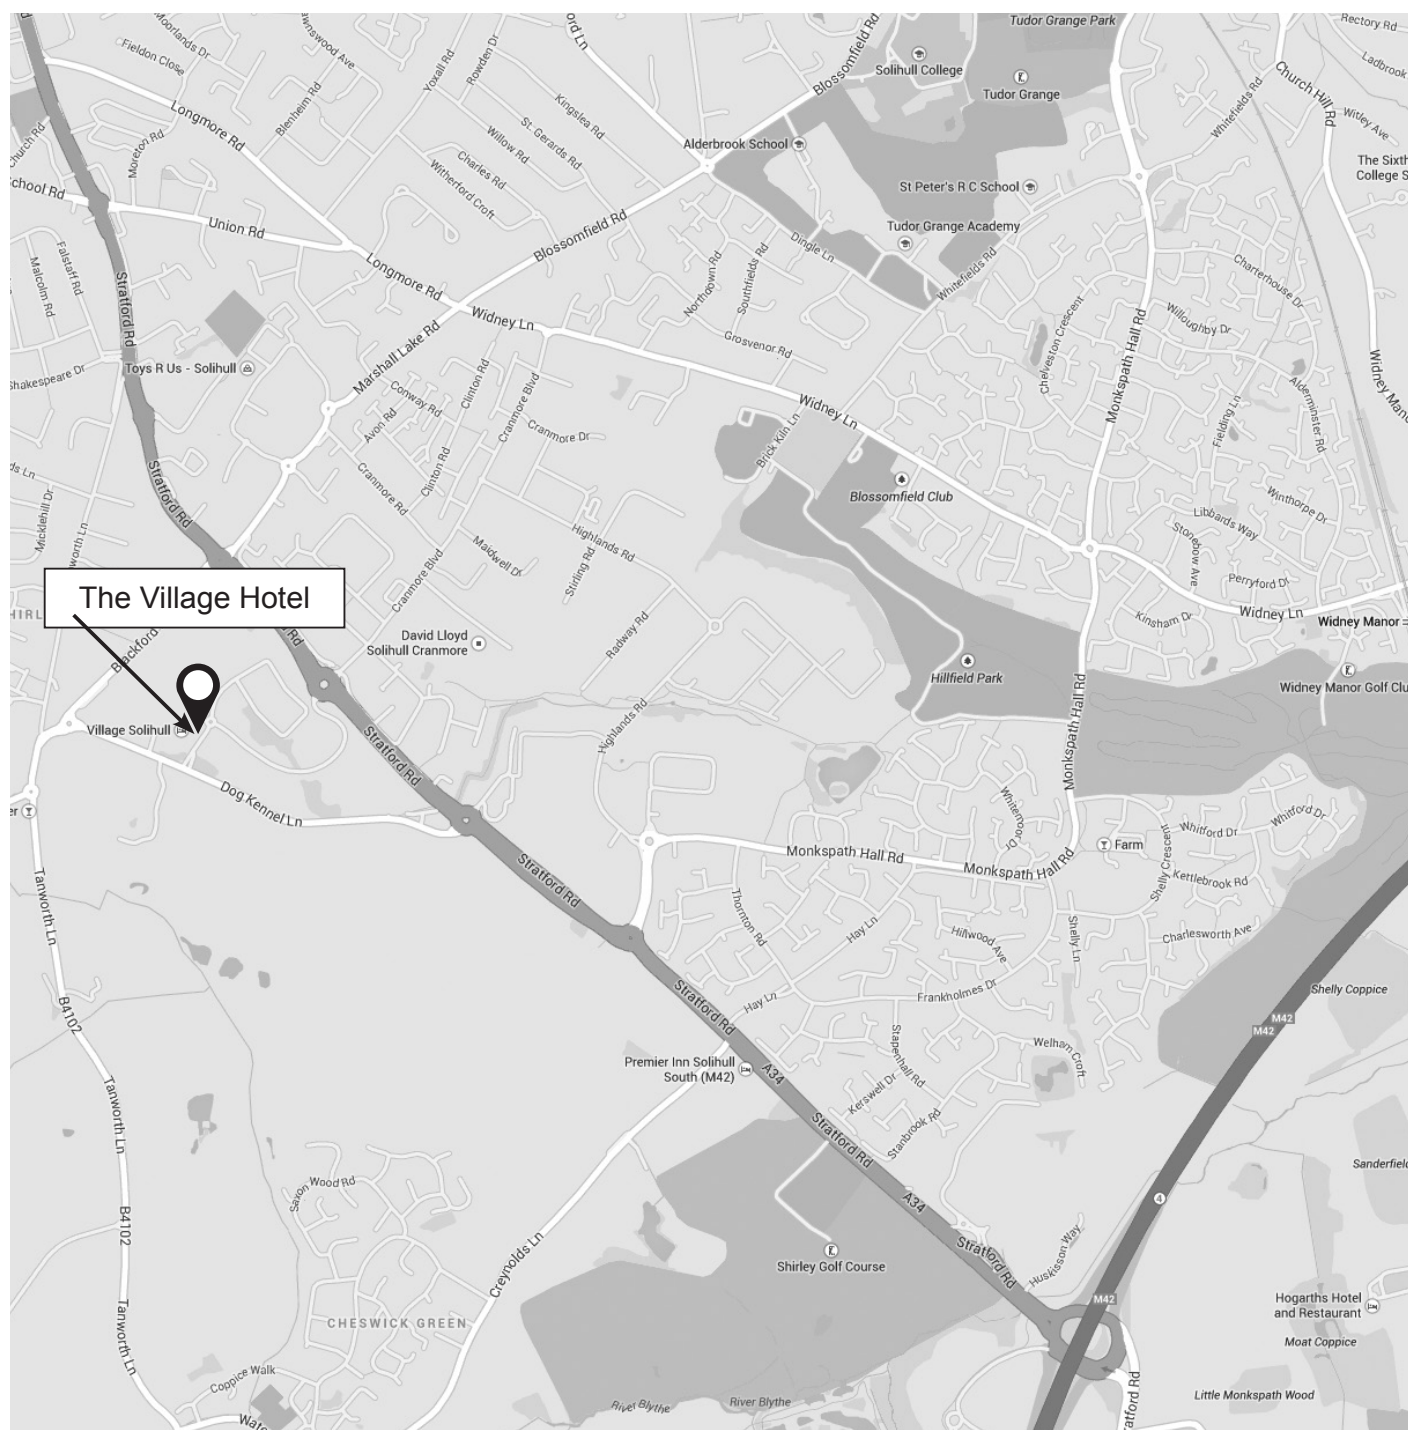 Tudor Grange Park
Rectory Rd
Moorlands Dr
Fieldon Close
Yoxall Rd
Rowden Dr
Blossomfield Rd
Solihull College
Tudor Grange
Church Hill Rd
Ladbrook
Whitefields Rd
Witley Ave
Longmore Rd
Blenheim Rd
Kingslea Rd
St. Gerards Rd
Willow Rd
Charles Rd
Witherford Croft
Alderbrook School
St Peter's R C School
The Sixth
College S
Church Rd
Moreton Rd
School Rd
Union Rd
Blossomfield Rd
Tudor Grange Academy
Dingle Ln
Whitefields Rd
Falstaff Rd
Malcolm Rd
Stratford Rd
Longmore Rd
Northdown Rd
Southfields Rd
Charterhouse Dr
Widney Ln
Marshall Lake Rd
Grosvenor Rd
Chelveston Crescent
Monkspath Hall Rd
Willoughby Dr
Toys R Us - Solihull
Shakespeare Dr
Conway Rd
Clinton Rd
Cranmore Blvd
Avon Rd
Cranmore Dr
Widney Ln
Brick Kiln Ln
Fielding Ln
Alderminster Rd
Widney Mano
Stratford Rd
Cranmore Rd
Clinton Rd
Blossomfield Club
Winthorpe Dr
Libbards Way
Stonebow Ave
Micklehill Dr
Highlands Rd
Maidwell Dr
Stirling Rd
Cranmore Blvd
Perryford Dr
Kinsham Dr
Widney Ln
Widney Manor
The Village Hotel
Blackford
David Lloyd
Solihull Cranmore
Radway Rd
Hillfield Park
Widney Manor Golf Clu
Village Solihull
Highlands Rd
Stratford Rd
Monkspath Hall Rd
Monkspath Hall Rd
Dog Kennel Ln
Whitemoor Dr
Whitford Dr
Whitford Dr
Farm
Shelly Crescent
Kettlebrook Rd
Monkspath Hall Rd
Monkspath Hall Rd
Stratford Rd
Tanworth Ln
Thornton Rd
Hay Ln
Hillwood Ave
Shelly Ln
Charlesworth Ave
Frankholmes Dr
Hay Ln
Stratford Rd
B4102
Shelly Coppice
M42
M42
Stapenhall Rd
Welham Croft
Premier Inn Solihull
South (M42)
A34
Kerswell Dr
Stanbrook Rd
Stratford Rd
Tanworth Ln
Sanderfield
Saxon Wood Rd
4
A34
B4102
Stratford Rd
Huskisson Way
Creynolds Ln
Shirley Golf Course
M42
Hogarths Hotel
and Restaurant
Moat Coppice
CHESWICK GREEN
Tanworth Ln
Coppice Walk
Little Monkspath Wood
River Blythe
River Blythe
ratford Rd
Wate